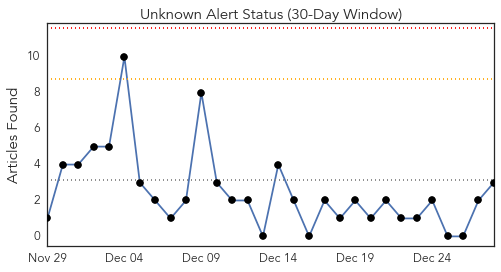 Unknown Alert Status (30-Day Window)
Articles Found
10
8
6
4
2
0
Nov 29 Dec 04 Dec 09 Dec 14 Dec 19 Dec 24